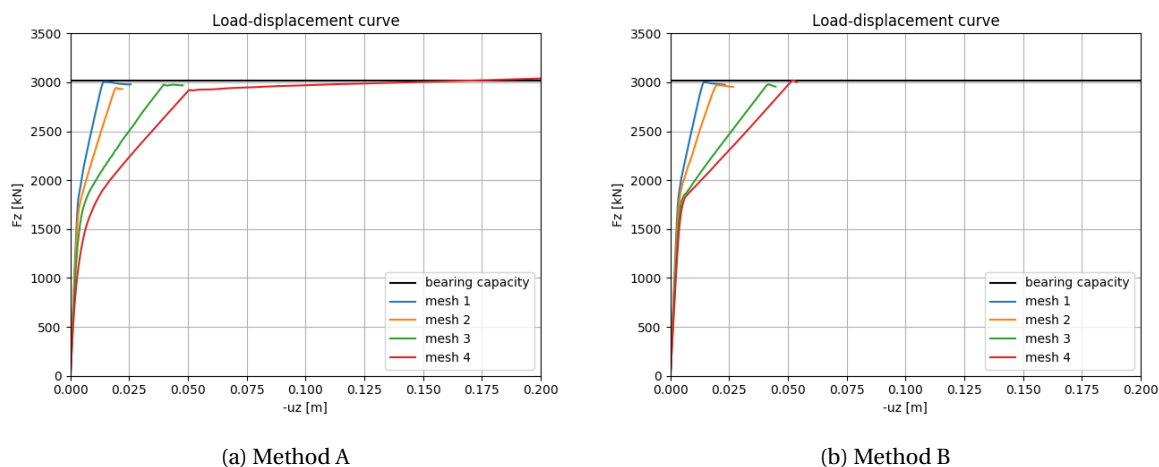 Load-displacement curve
3500
3000
2500
2000
1500
1000
500
0
Fz [kN]
0.000 0.025 0.050 0.075 0.100 0.125 0.150 0.175 0.200
-uz [m]
bearing capacity
mesh 1
mesh 2
mesh 3
mesh 4
(a) Method A
Load-displacement curve
3500
3000
2500
2000
1500
1000
500
0
Fz [kN]
0.000 0.025 0.050 0.075 0.100 0.125 0.150 0.175 0.200
-uz [m]
bearing capacity
mesh 1
mesh 2
mesh 3
mesh 4
(b) Method B